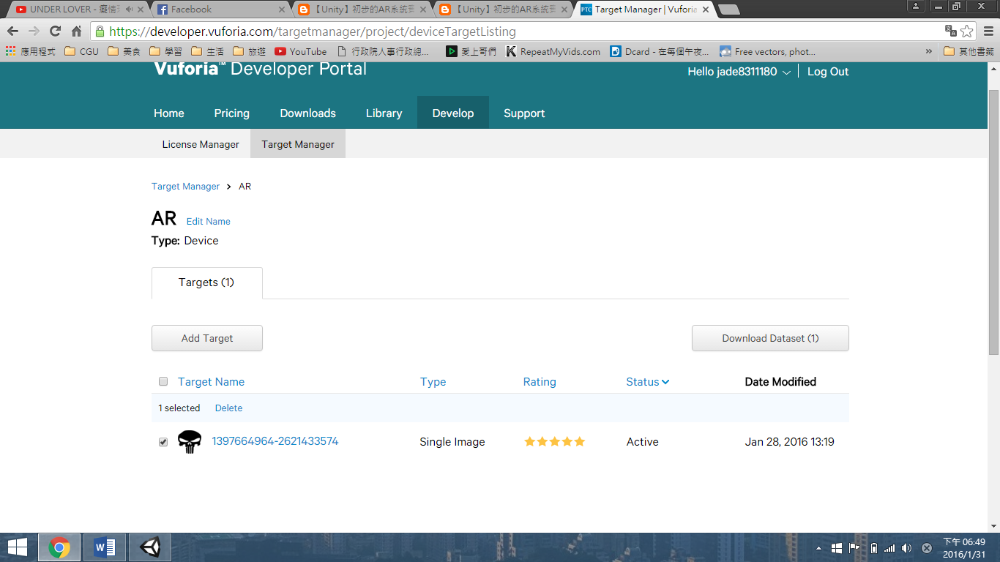 UNDER LOVER - 癡情
Facebook
【Unity】初步的AR系統
【Unity】初步的AR系統
PTC Target Manager | Vuforia
https://developer.vuforia.com/targetmanager/project/deviceTargetListing
應用程式 CGU 美食 學習 生活 旅遊 YouTube 行政院人事行政總... 愛上哥們 RepeatMyVids.com Dcard - 在每個午夜... Free vectors, phot... » 其他書籤
Vuforia™ Developer Portal
Hello jade8311180 Log Out
Home Pricing Downloads Library Develop Support
License Manager Target Manager
Target Manager > AR
AR Edit Name
Type: Device
Targets (1)
Add Target Download Dataset (1)
Target Name Type Rating Status Date Modified
1 selected Delete
1397664964-2621433574 Single Image Active Jan 28, 2016 13:19
下午 06:49
2016/1/31